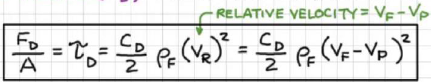 RELATIVE VELOCITY = V_F - V_P
F_D/A = τ_D = C_D/2 ρ_F (V_R)² = C_D/2 ρ_F (V_F - V_P)²